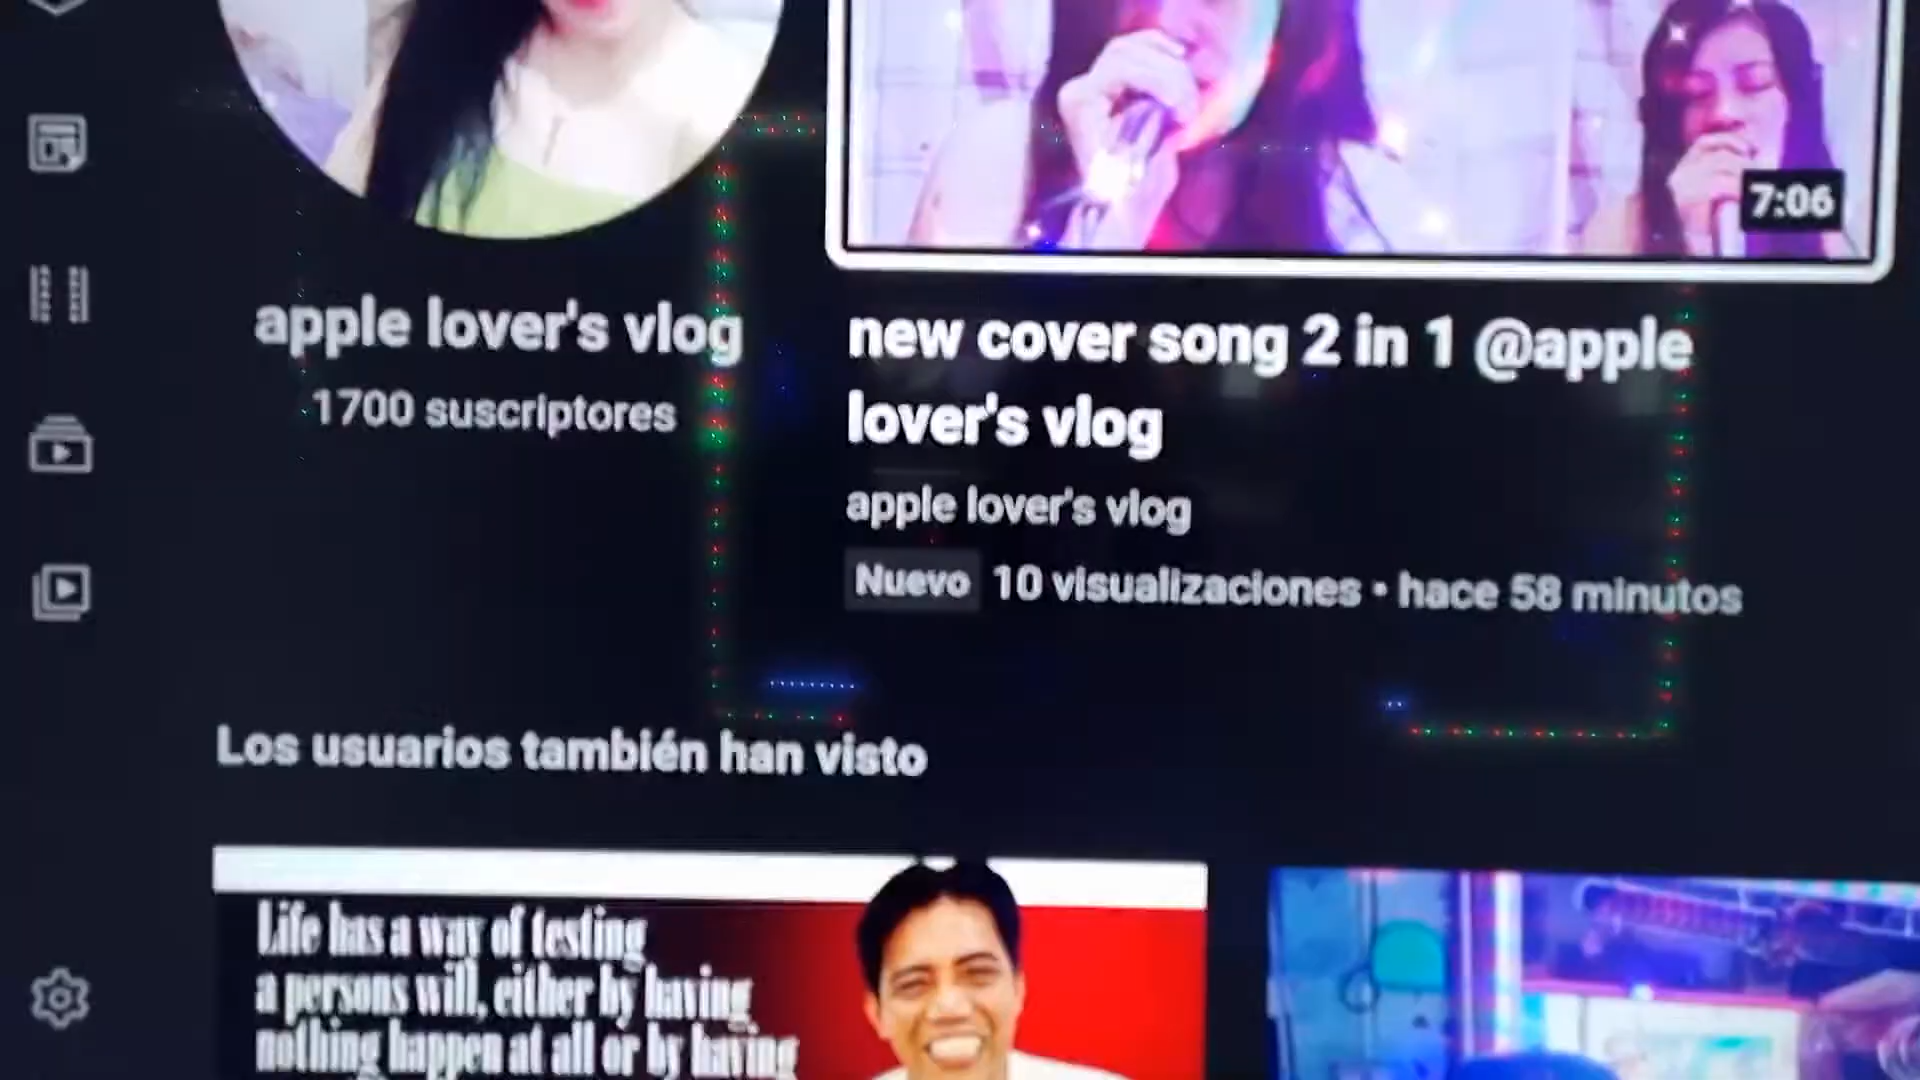 7:06
apple lover's vlog
1700 suscriptores
new cover song 2 in 1 @apple
lover's vlog
apple lover's vlog
Nuevo 10 visualizaciones • hace 58 minutos
Los usuarios también han visto
Life has a way of testing
a persons will, either by having
nothing happen at all or by having